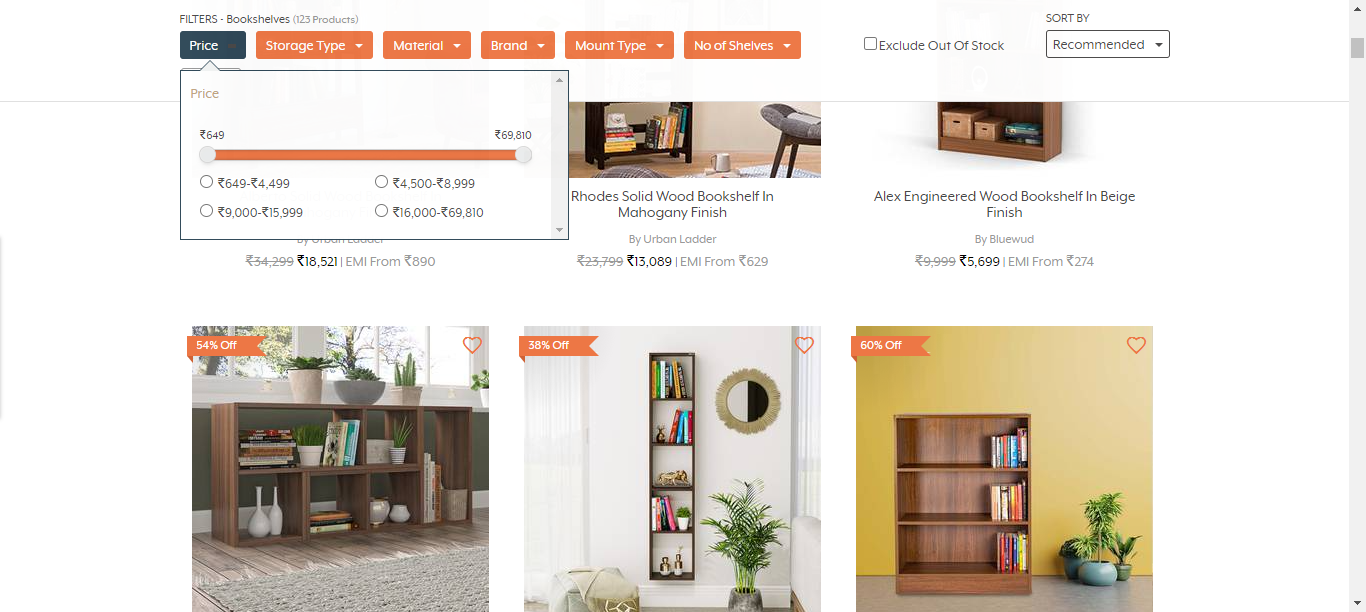 FILTERS - Bookshelves (123 Products)
SORT BY
Price
Storage Type
Material
Brand
Mount Type
No of Shelves
Exclude Out Of Stock
Recommended
Price
₹649
₹69,810
₹649-₹4,499
₹4,500-₹8,999
₹9,000-₹15,999
₹16,000-₹69,810
Rhodes Solid Wood Bookshelf In
Mahogany Finish
Alex Engineered Wood Bookshelf In Beige
Finish
By Urban Ladder
By Urban Ladder
By Bluewud
₹34,299 ₹18,521 | EMI From ₹890
₹23,799 ₹13,089 | EMI From ₹629
₹9,999 ₹5,699 | EMI From ₹274
54% Off
38% Off
60% Off